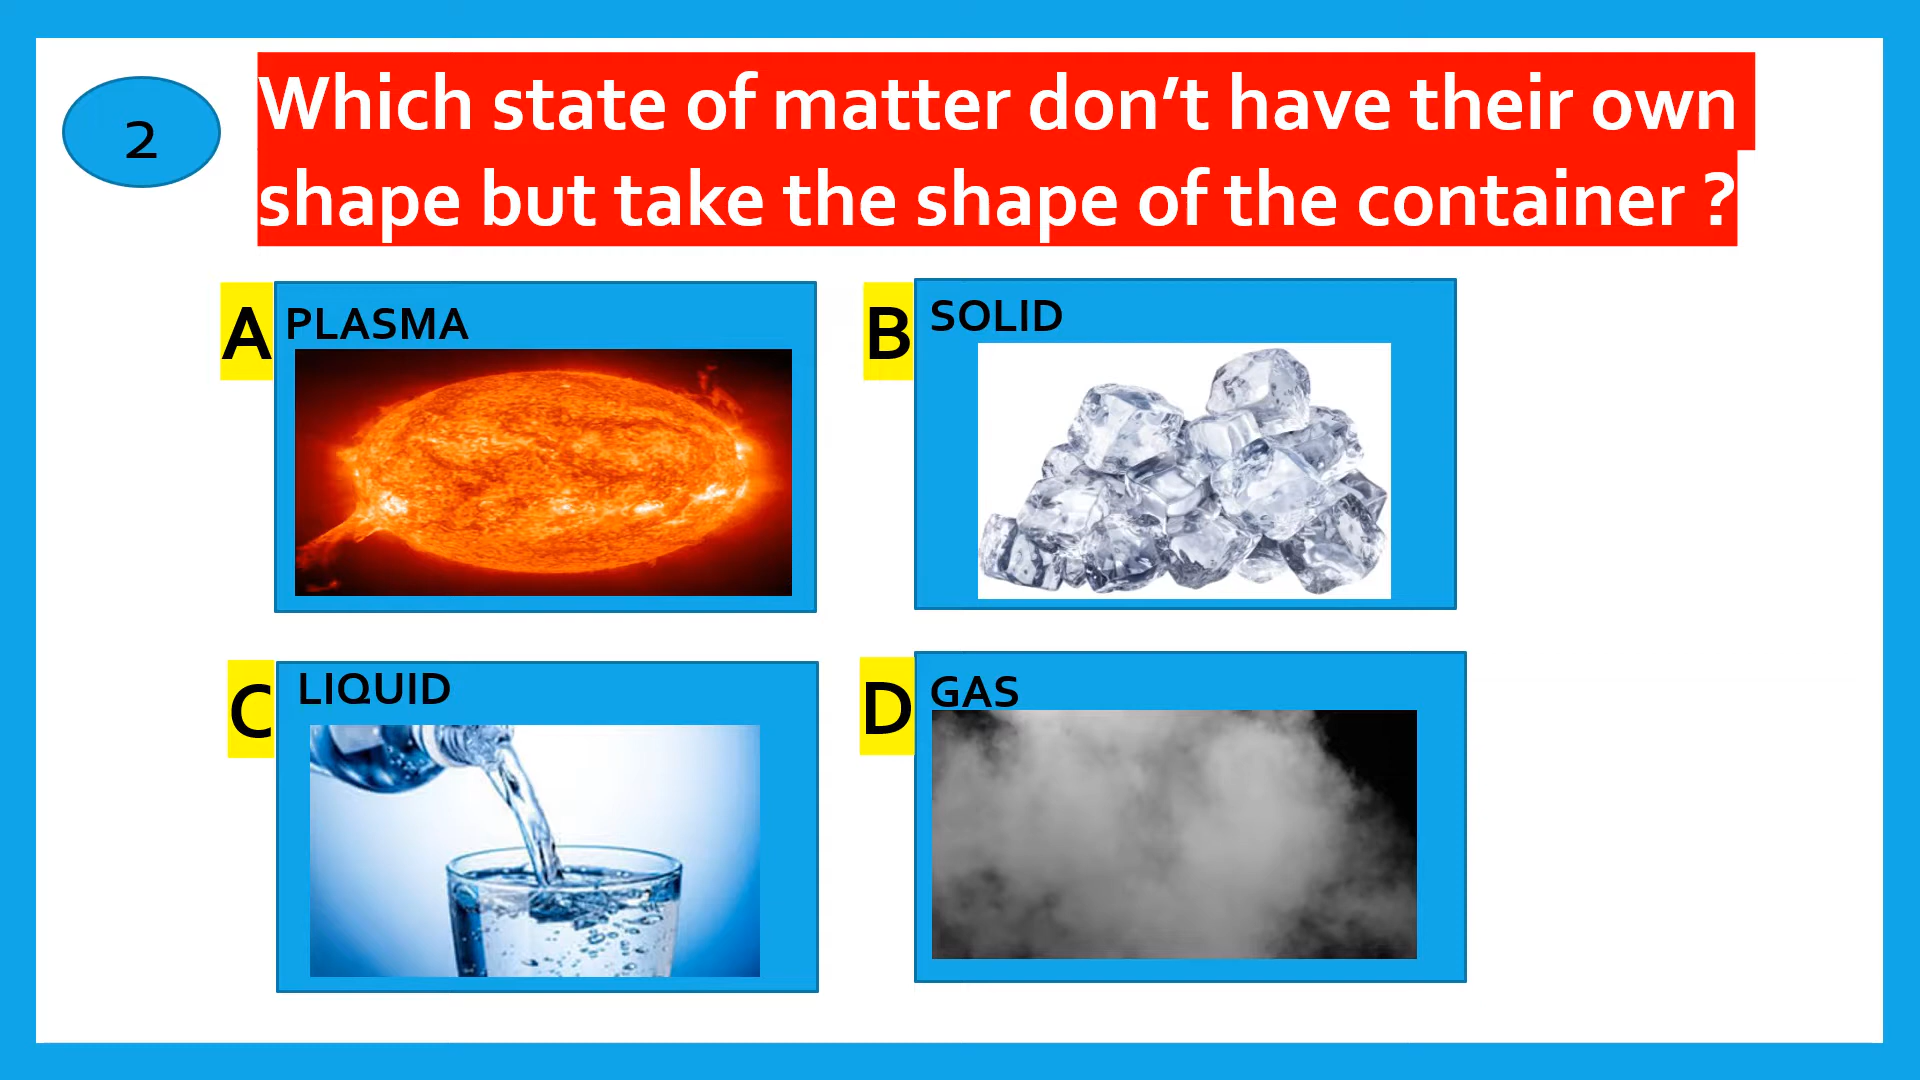 2
Which state of matter don’t have their own
shape but take the shape of the container ?
A PLASMA
B SOLID
C LIQUID
D GAS